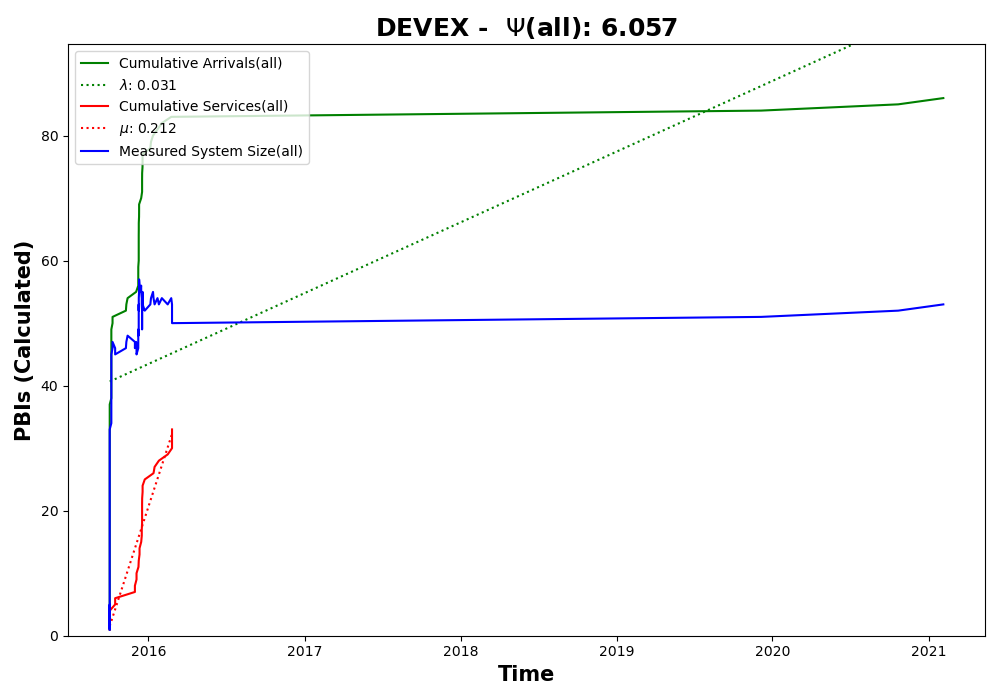 DEVEX -  Ψ(all): 6.057
Cumulative Arrivals(all)
λ: 0.031
Cumulative Services(all)
μ: 0.212
Measured System Size(all)
PBIs (Calculated)
80
60
40
20
0
2016 2017 2018 2019 2020 2021
Time